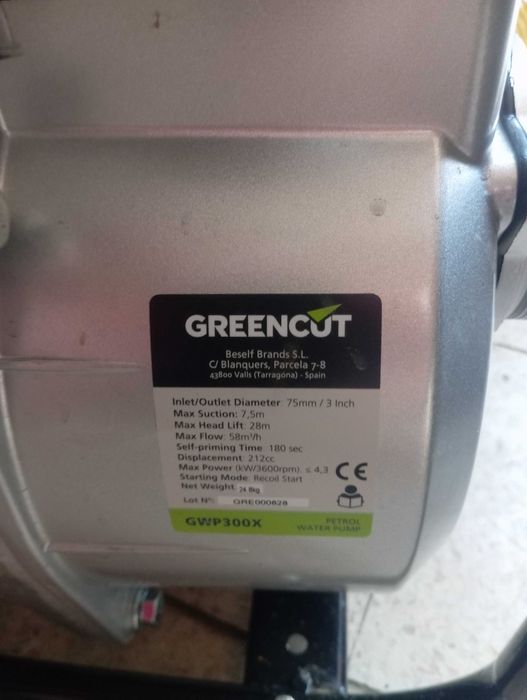 GREENCUT
Beself Brands S.L.
C/ Blanquers, Parcela 7-8
43800 Valls (Tarragona) - Spain
Inlet/Outlet Diameter: 75mm / 3 Inch
Max Suction: 7,5m
Max Head Lift: 28m
Max Flow: 58m³/h
Self-priming Time: 180 sec
Displacement: 212cc
Max Power (kW/3600rpm): ≤ 4,3
Starting Mode: Recoil Start
Net Weight: 24.8kg
CE
Lot Nº: GRE000828
GWP300X
PETROL
WATER PUMP